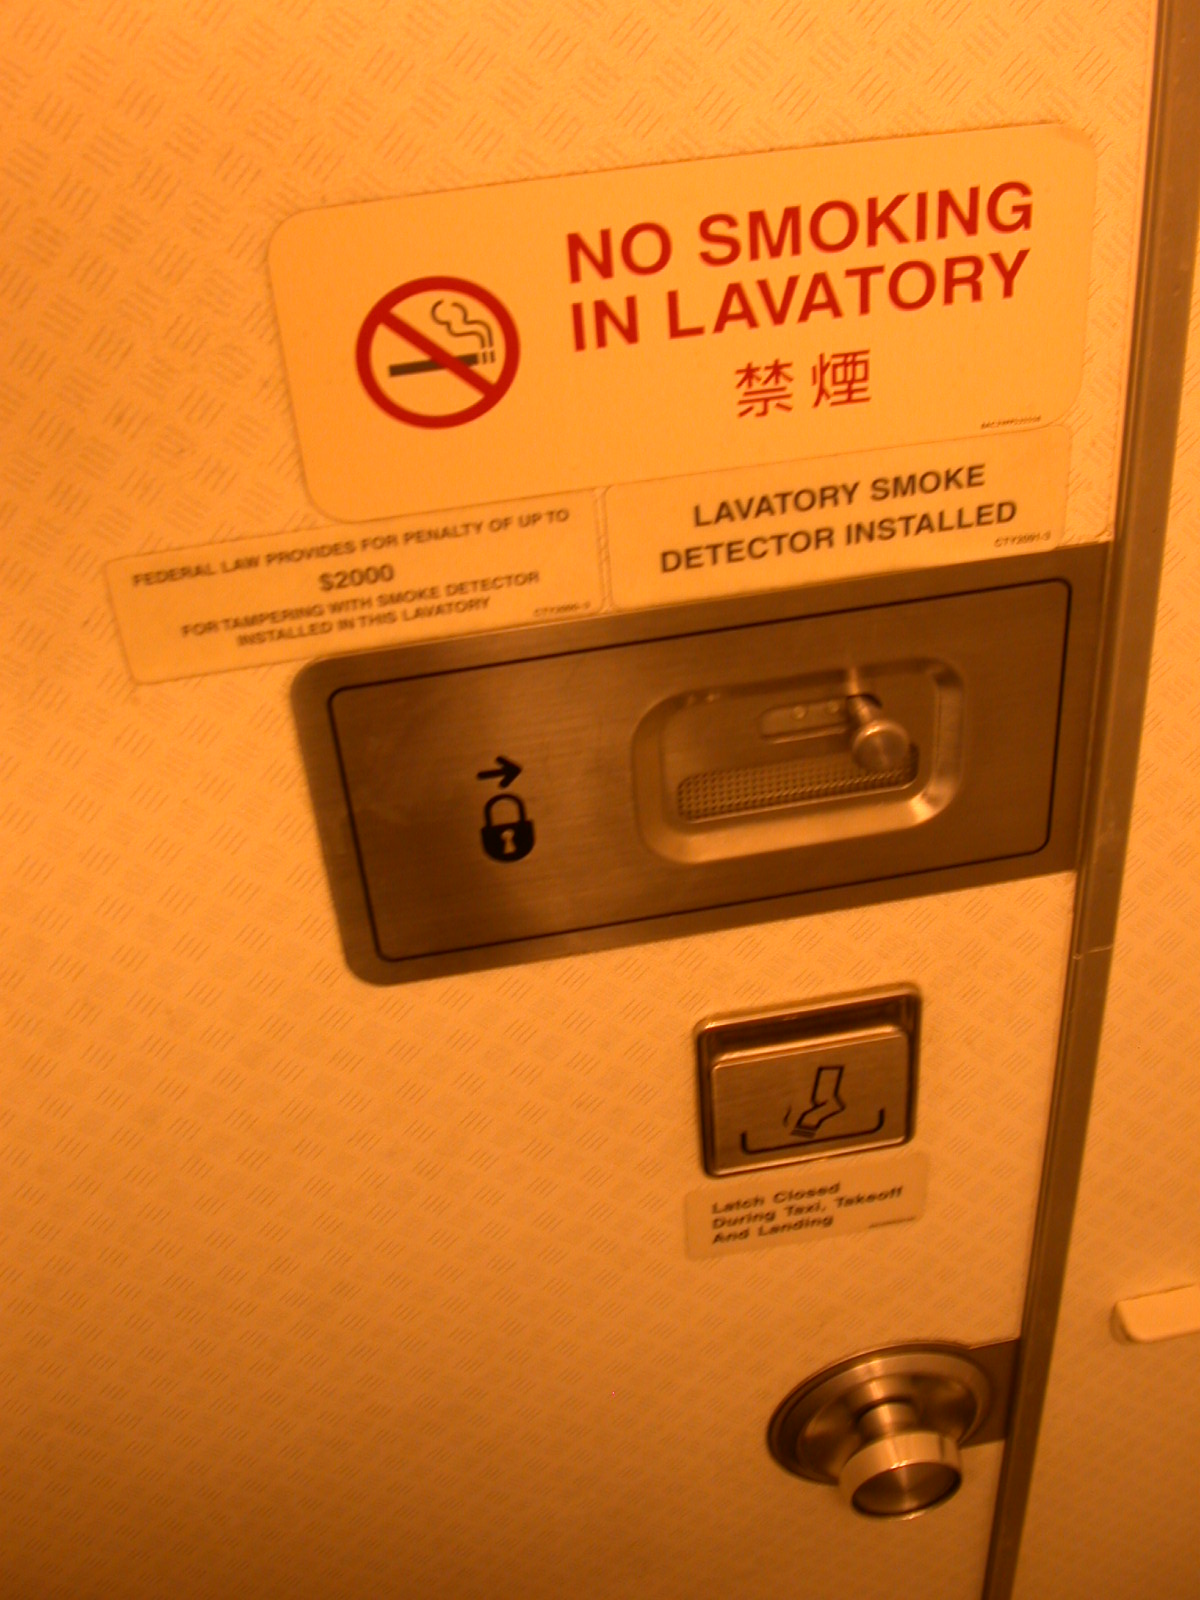 NO SMOKING
IN LAVATORY
禁煙
LAVATORY SMOKE
DETECTOR INSTALLED
FEDERAL LAW PROVIDES FOR PENALTY OF UP TO
$2000
FOR TAMPERING WITH SMOKE DETECTOR
INSTALLED IN THIS LAVATORY
Latch Closed
During Taxi, Takeoff
And Landing